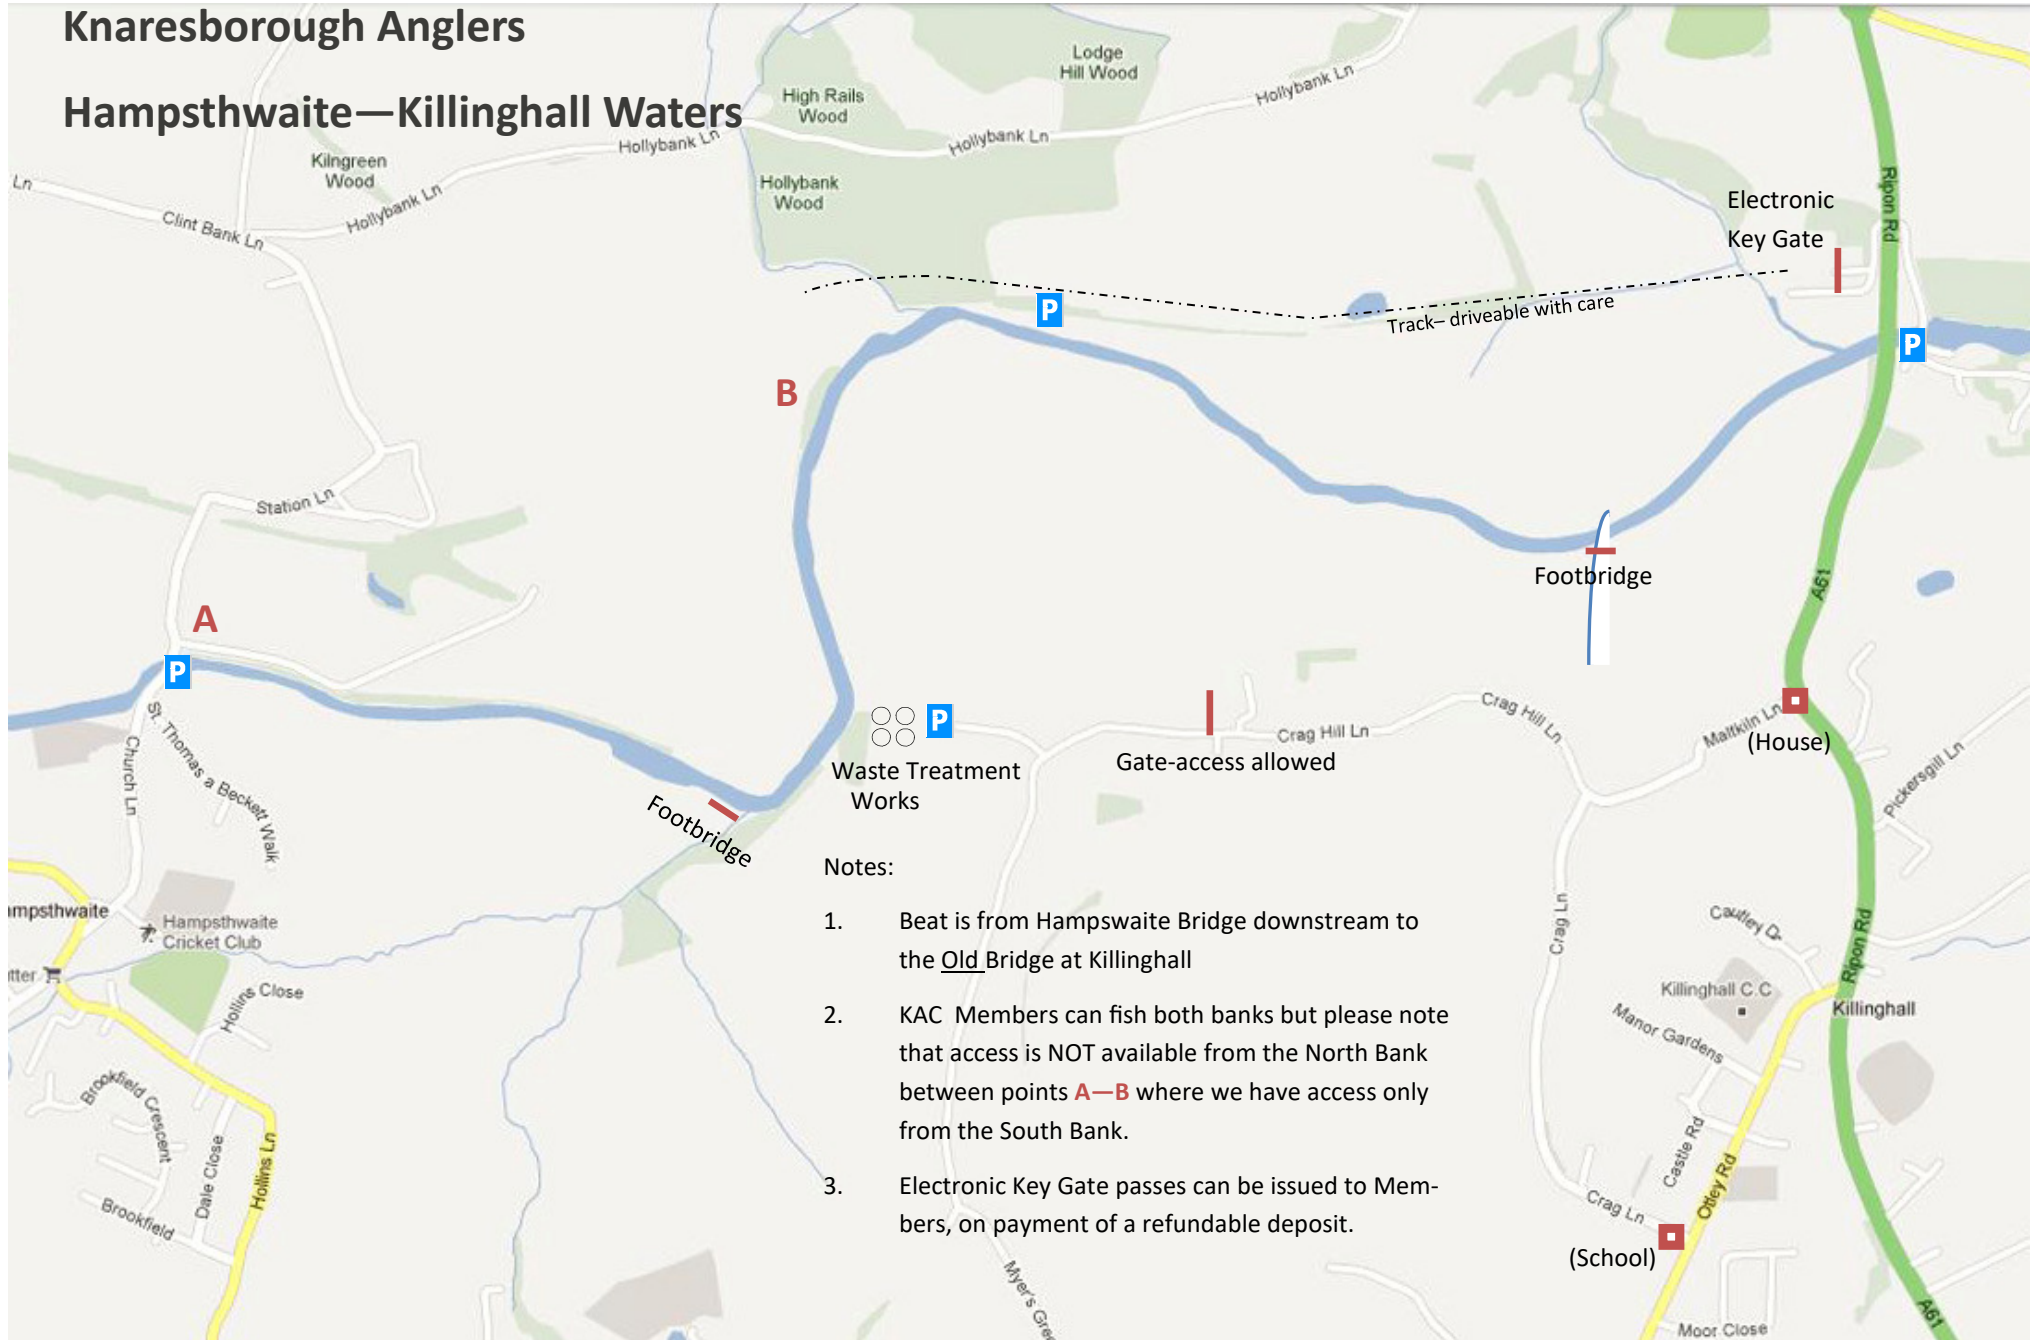 Knaresborough Anglers
Hampsthwaite—Killinghall Waters
Lodge
Hill Wood
High Rails
Wood
Hollybank Ln
Hollybank Ln
Hollybank Ln
Hollybank Ln
Kilngreen
Wood
Ln
Clint Bank Ln
Hollybank
Wood
Ripon Rd
Electronic
Key Gate
P
Track– driveable with care
P
B
Station Ln
Footbridge
A61
A
P
St. Thomas a Beckett Walk
Church Ln
P
Waste Treatment
Works
Gate-access allowed
Crag Hill Ln
Crag Hill Ln
Maltkiln Ln
(House)
Pickersgill Ln
Footbridge
Notes:
1. Beat is from Hampswaite Bridge downstream to
the Old Bridge at Killinghall
2. KAC Members can fish both banks but please note
that access is NOT available from the North Bank
between points A—B where we have access only
from the South Bank.
3. Electronic Key Gate passes can be issued to Mem-
bers, on payment of a refundable deposit.
mpsthwaite
Hampsthwaite
Cricket Club
tter
Hollins Close
Brookfield Crescent
Dale Close
Hollins Ln
Brookfield
Crag Ln
Cautley
Ripon Rd
Killinghall C.C
Killinghall
Manor Gardens
Castle Rd
Otley Rd
Crag Ln
(School)
Myer's Gre
Moor Close
A61